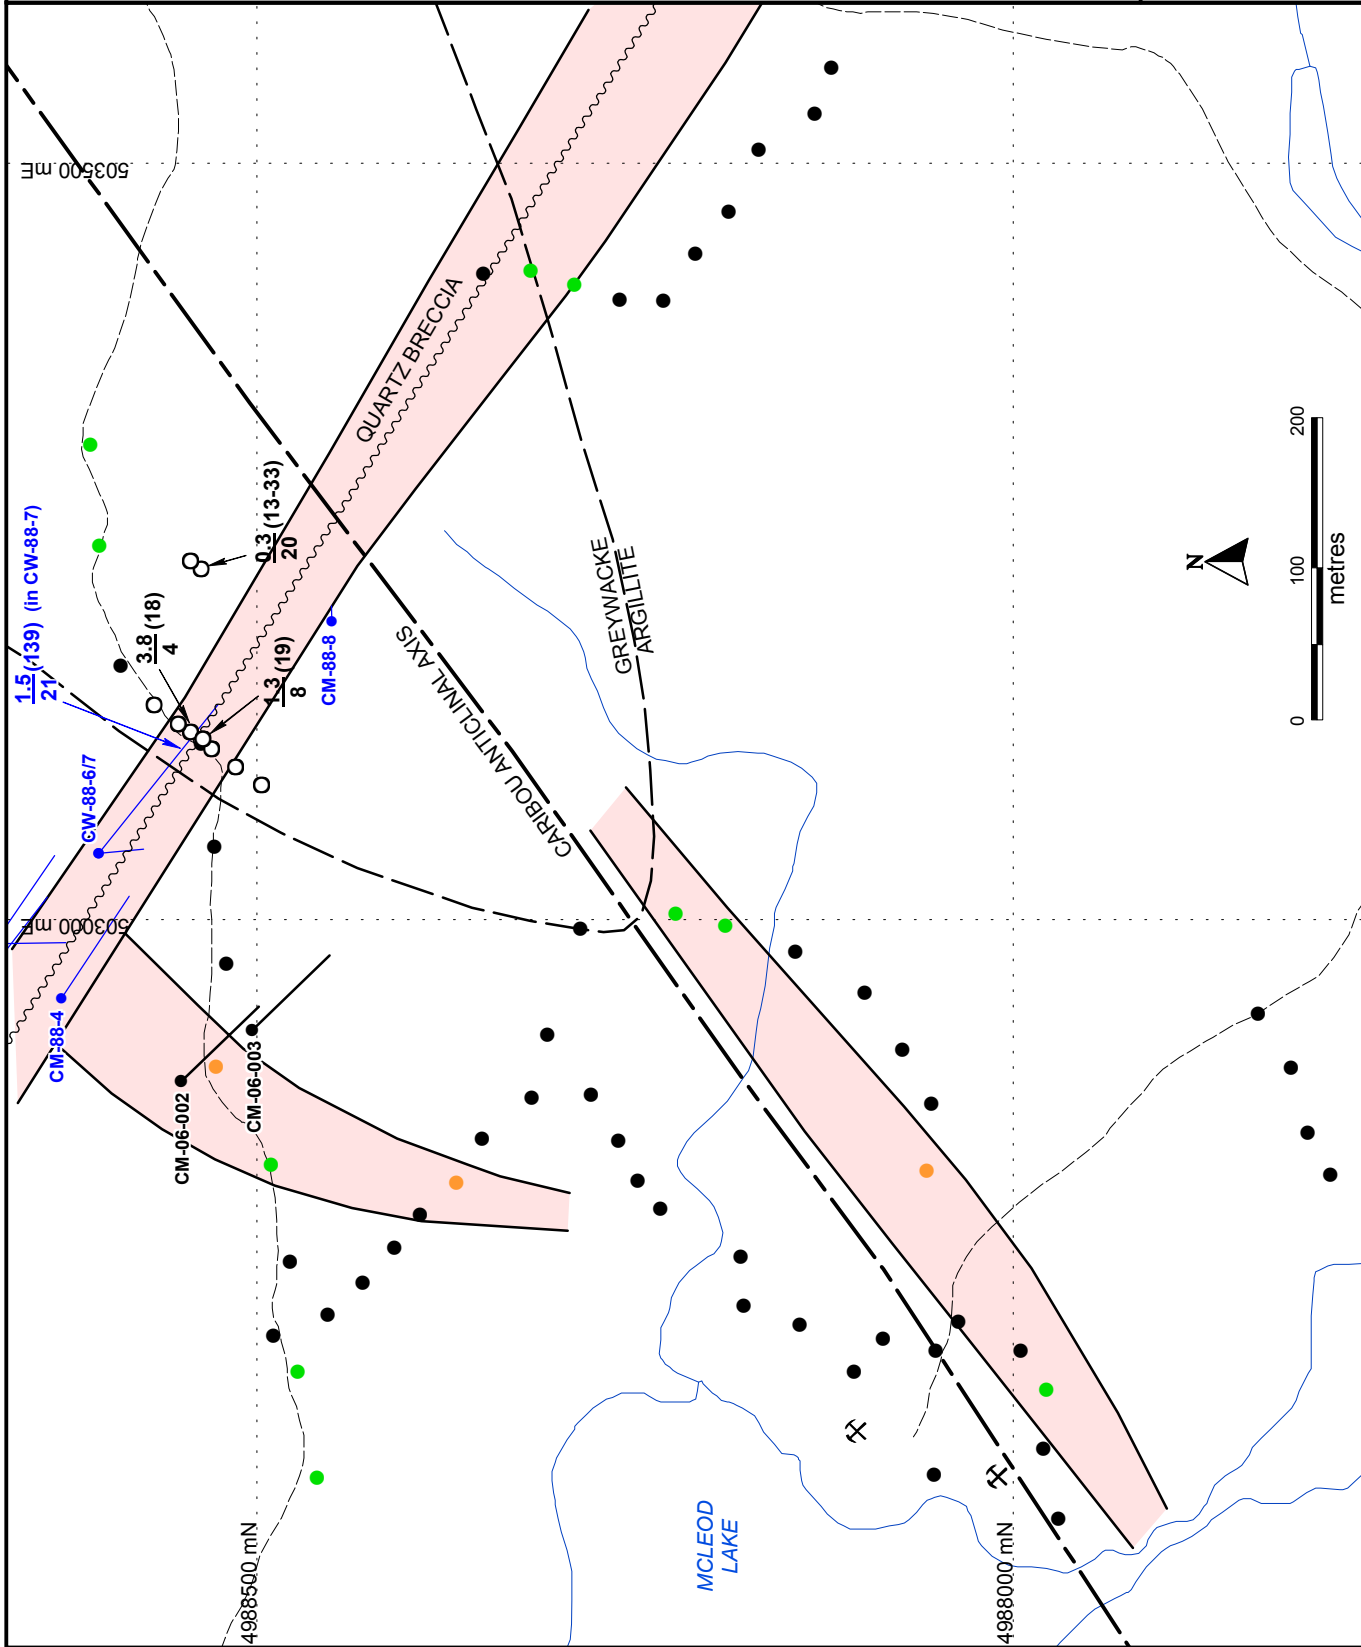 503500 mE
QUARTZ BRECCIA
1.5 (139) (in CW-88-7)
21
0.3 (13-33)
20
3.8 (18)
4
1.3 (19)
8
CM-88-8
CW-88-6/7
GREYWACKE
ARGILLITE
CARIBOU ANTICLINAL AXIS
503000 mE
CM-88-4
CM-06-002
CM-06-003
N
0 100 200
metres
MCLEOD
LAKE
4988500 mN
4988000 mN